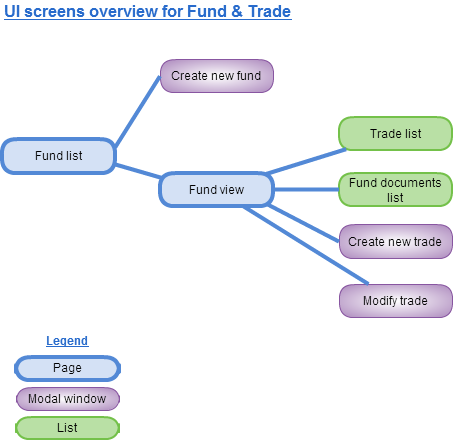 UI screens overview for Fund & Trade
Create new fund
Trade list
Fund list
Fund view
Fund documents
list
Create new trade
Modify trade
Legend
Page
Modal window
List